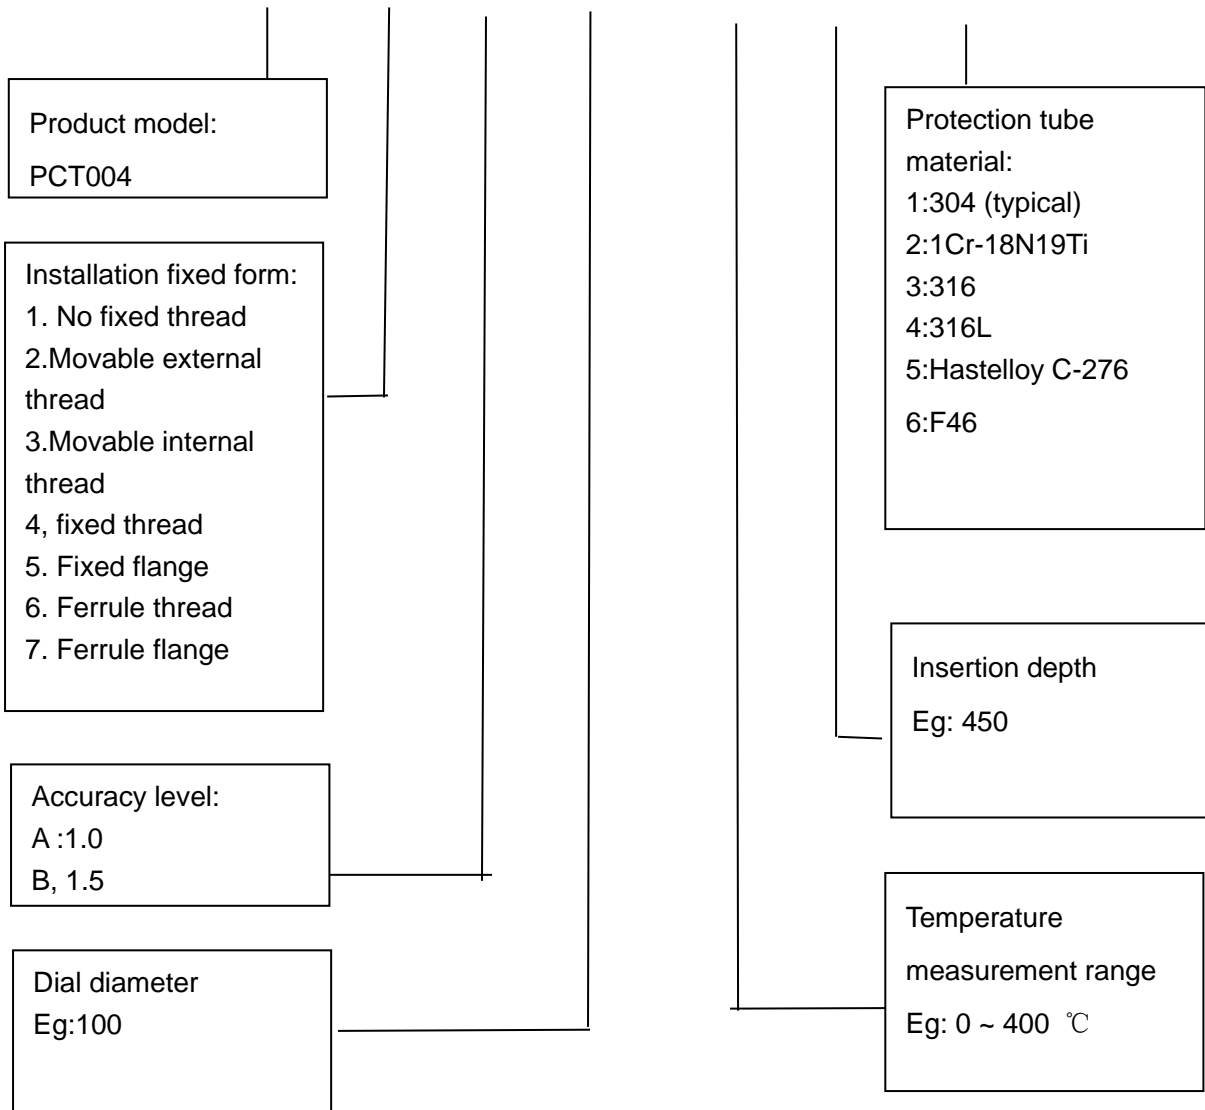 Product model:
PCT004
Installation fixed form:
1. No fixed thread
2.Movable external
thread
3.Movable internal
thread
4, fixed thread
5. Fixed flange
6. Ferrule thread
7. Ferrule flange
Accuracy level:
A :1.0
B, 1.5
Dial diameter
Eg:100
Protection tube
material:
1:304 (typical)
2:1Cr-18N19Ti
3:316
4:316L
5:Hastelloy C-276
6:F46
Insertion depth
Eg: 450
Temperature
measurement range
Eg: 0 ~ 400 ℃